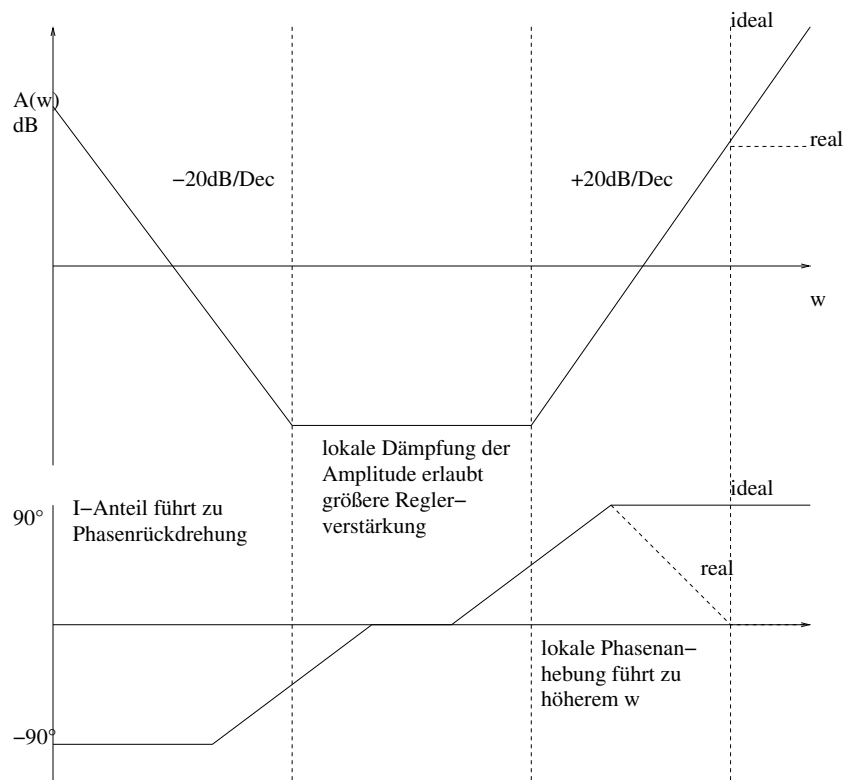 ideal
A(w)
dB
real
−20dB/Dec
+20dB/Dec
w
lokale Dämpfung der
Amplitude erlaubt
größere Regler−
verstärkung
ideal
90°
I−Anteil führt zu
Phasenrückdrehung
real
lokale Phasenan−
hebung führt zu
höherem w
−90°